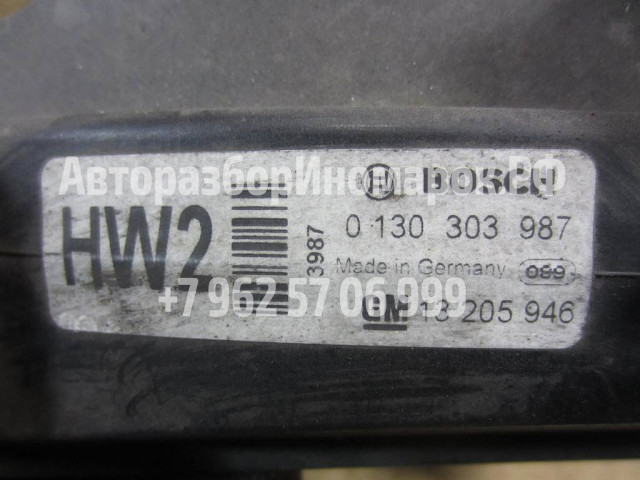 АвторазборИномарок.РФ
BOSCH
HW2
3987
0 130 303 987
Made in Germany 089
+7 962 57 06 999
GM 13 205 946